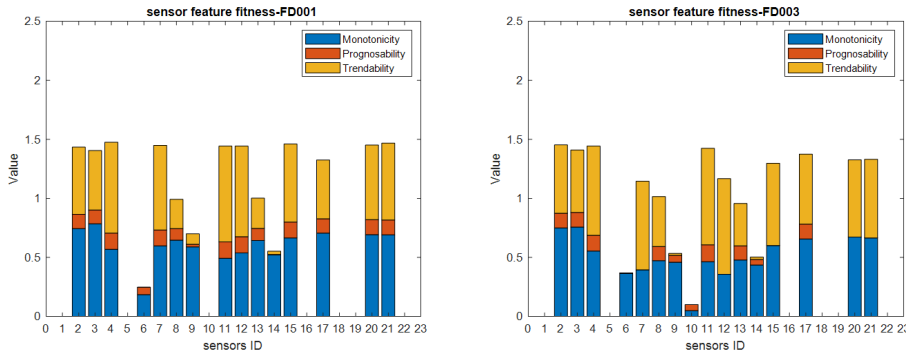 sensor feature fitness-FD001
2.5
2
1.5
1
0.5
0
Value
Monotonicity
Prognosability
Trendability
0 1 2 3 4 5 6 7 8 9 10 11 12 13 14 15 16 17 18 19 20 21 22 23
sensors ID
sensor feature fitness-FD003
2.5
2
1.5
1
0.5
0
Value
Monotonicity
Prognosability
Trendability
0 1 2 3 4 5 6 7 8 9 10 11 12 13 14 15 16 17 18 19 20 21 22 23
sensors ID